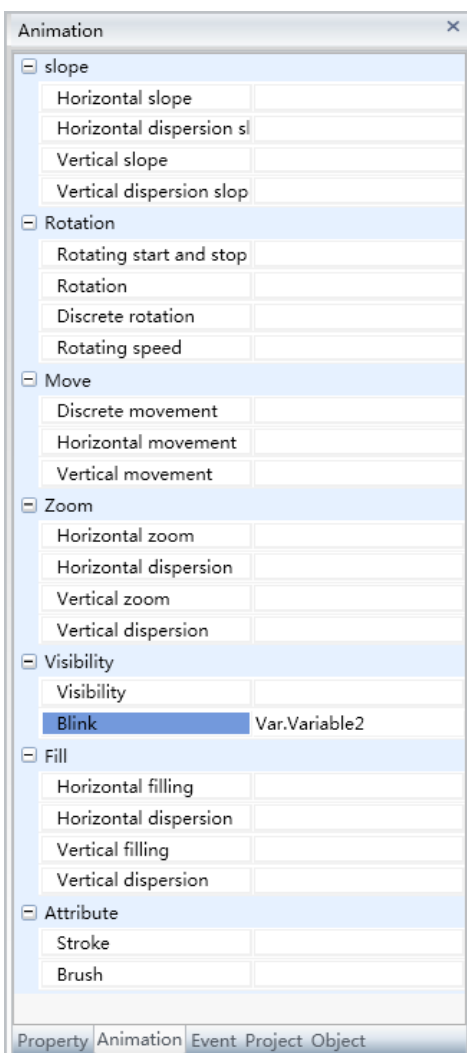 Animation
slope
Horizontal slope
Horizontal dispersion sl
Vertical slope
Vertical dispersion slop
Rotation
Rotating start and stop
Rotation
Discrete rotation
Rotating speed
Move
Discrete movement
Horizontal movement
Vertical movement
Zoom
Horizontal zoom
Horizontal dispersion
Vertical zoom
Vertical dispersion
Visibility
Visibility
Blink Var.Variable2
Fill
Horizontal filling
Horizontal dispersion
Vertical filling
Vertical dispersion
Attribute
Stroke
Brush
Property Animation Event Project Object